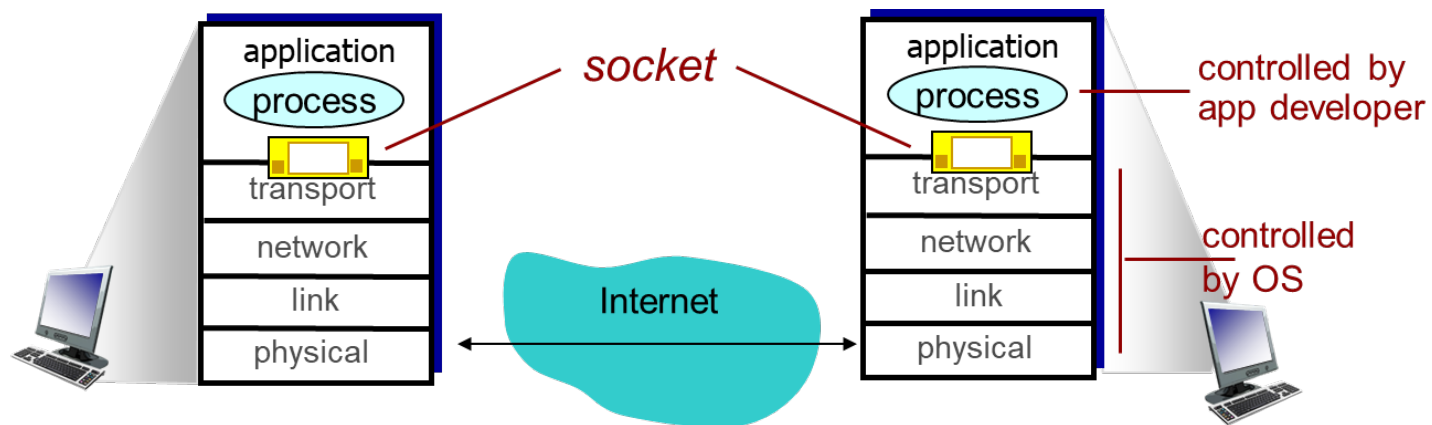 application
process
transport
network
link
physical
socket
Internet
application
process
transport
network
link
physical
controlled by
app developer
controlled
by OS